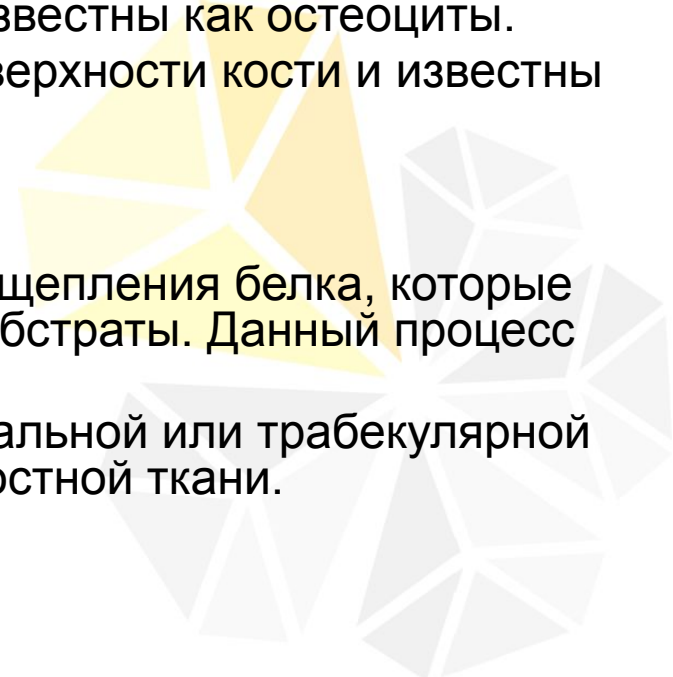 звестны как остеоциты.
верхности кости и известны
щепления белка, которые
бстраты. Данный процесс
альной или трабекулярной
остной ткани.